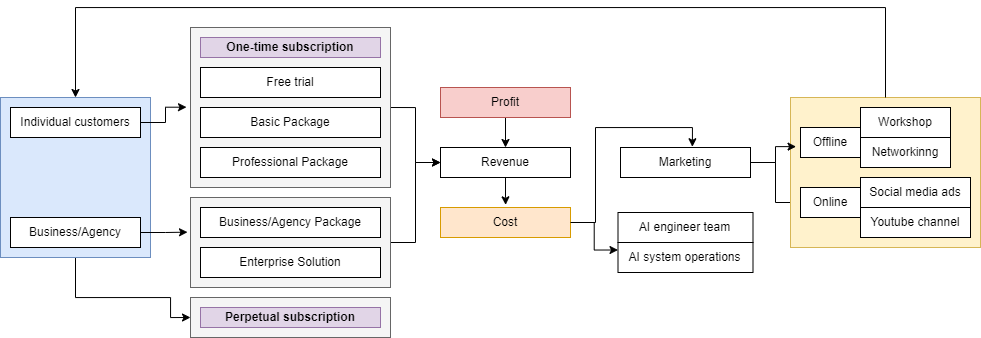 One-time subscription
Free trial
Basic Package
Professional Package
Individual customers
Business/Agency
Business/Agency Package
Enterprise Solution
Perpetual subscription
Profit
Revenue
Cost
Marketing
AI engineer team
AI system operations
Offline
Workshop
Networkinng
Online
Social media ads
Youtube channel